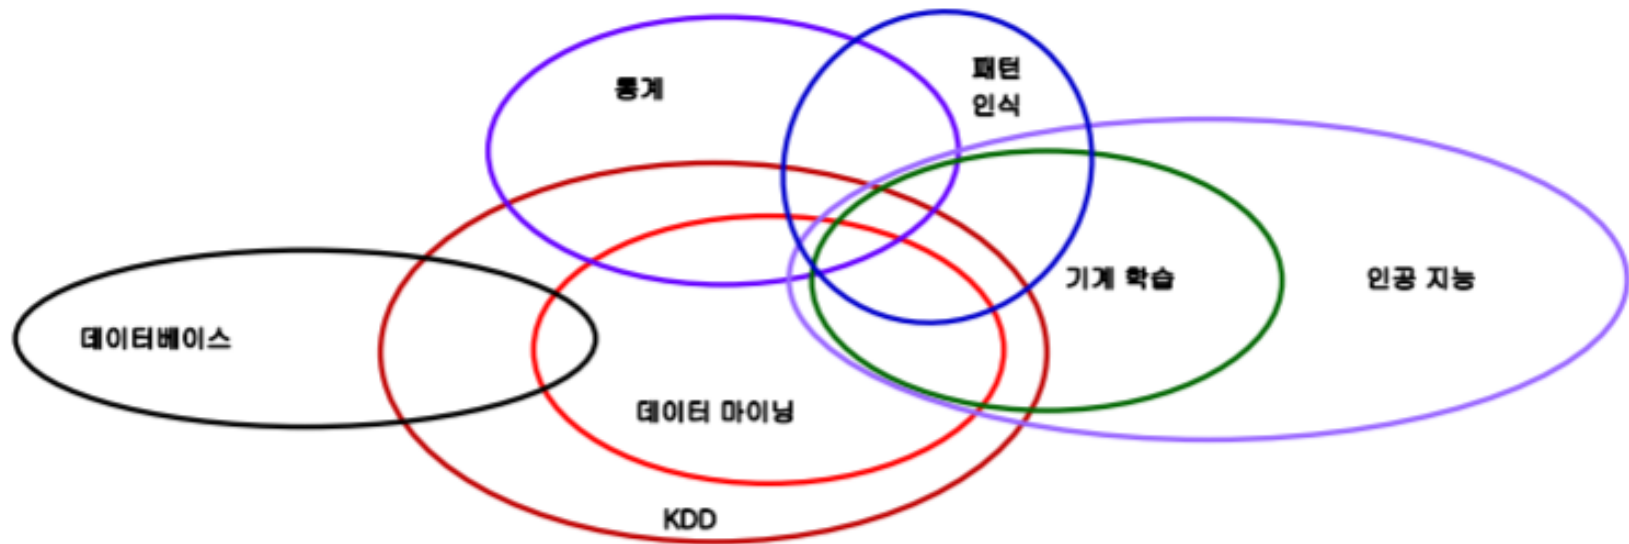 통계
패턴
인식
기계 학습
인공 지능
데이터베이스
데이터 마이닝
KDD